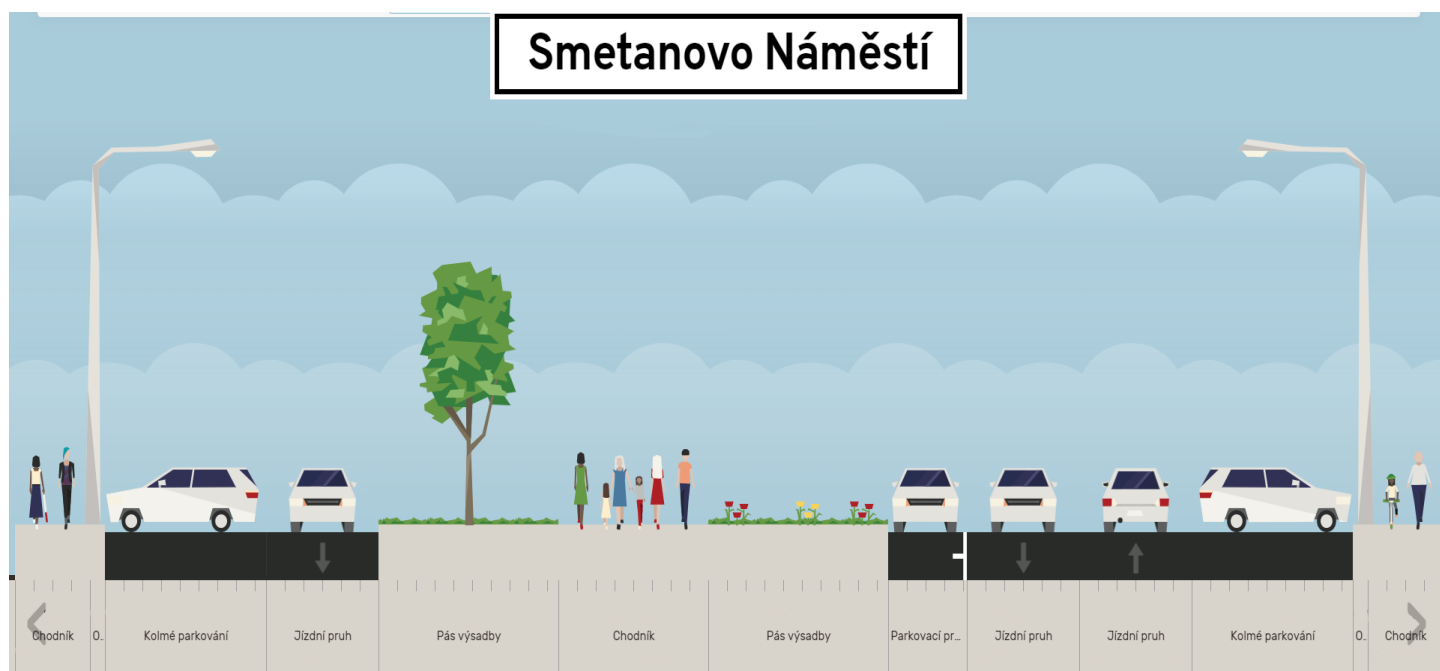 Smetanovo Náměstí
Chodník
O..
Kolmé parkování
Jízdní pruh
Pás výsadby
Chodník
Pás výsadby
Parkovací pr...
Jízdní pruh
Jízdní pruh
Kolmé parkování
O..
Chodník